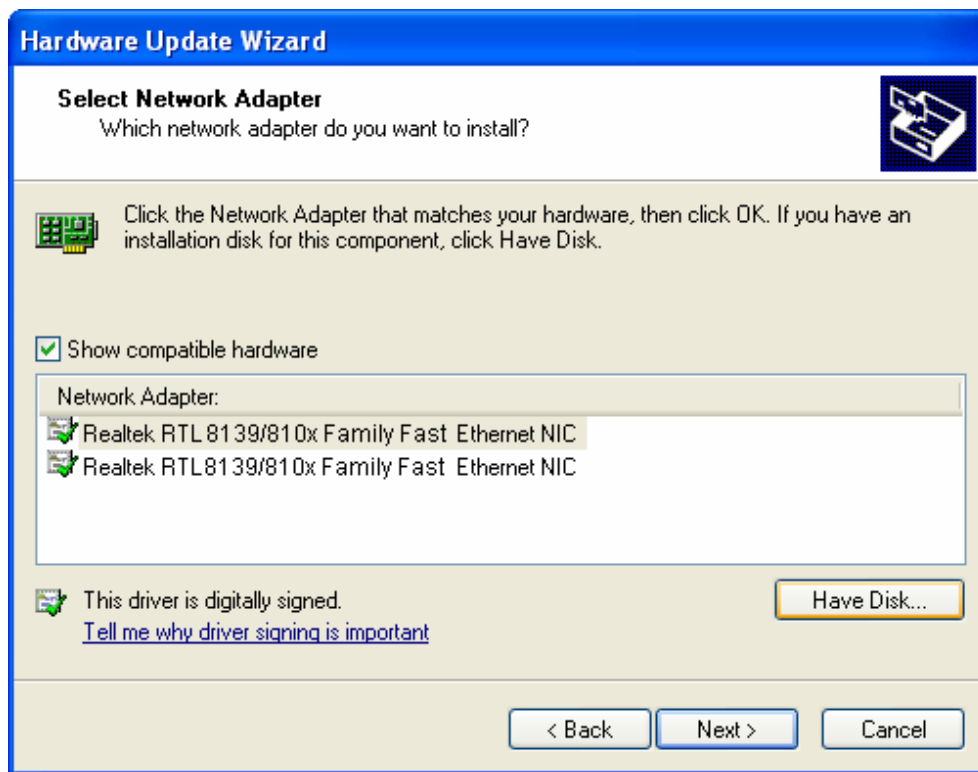 Hardware Update Wizard
Select Network Adapter
Which network adapter do you want to install?
Click the Network Adapter that matches your hardware, then click OK. If you have an
installation disk for this component, click Have Disk.
Show compatible hardware
Network Adapter:
Realtek RTL8139/810x Family Fast Ethernet NIC
Realtek RTL8139/810x Family Fast Ethernet NIC
This driver is digitally signed.
Have Disk...
Tell me why driver signing is important
< Back
Next >
Cancel